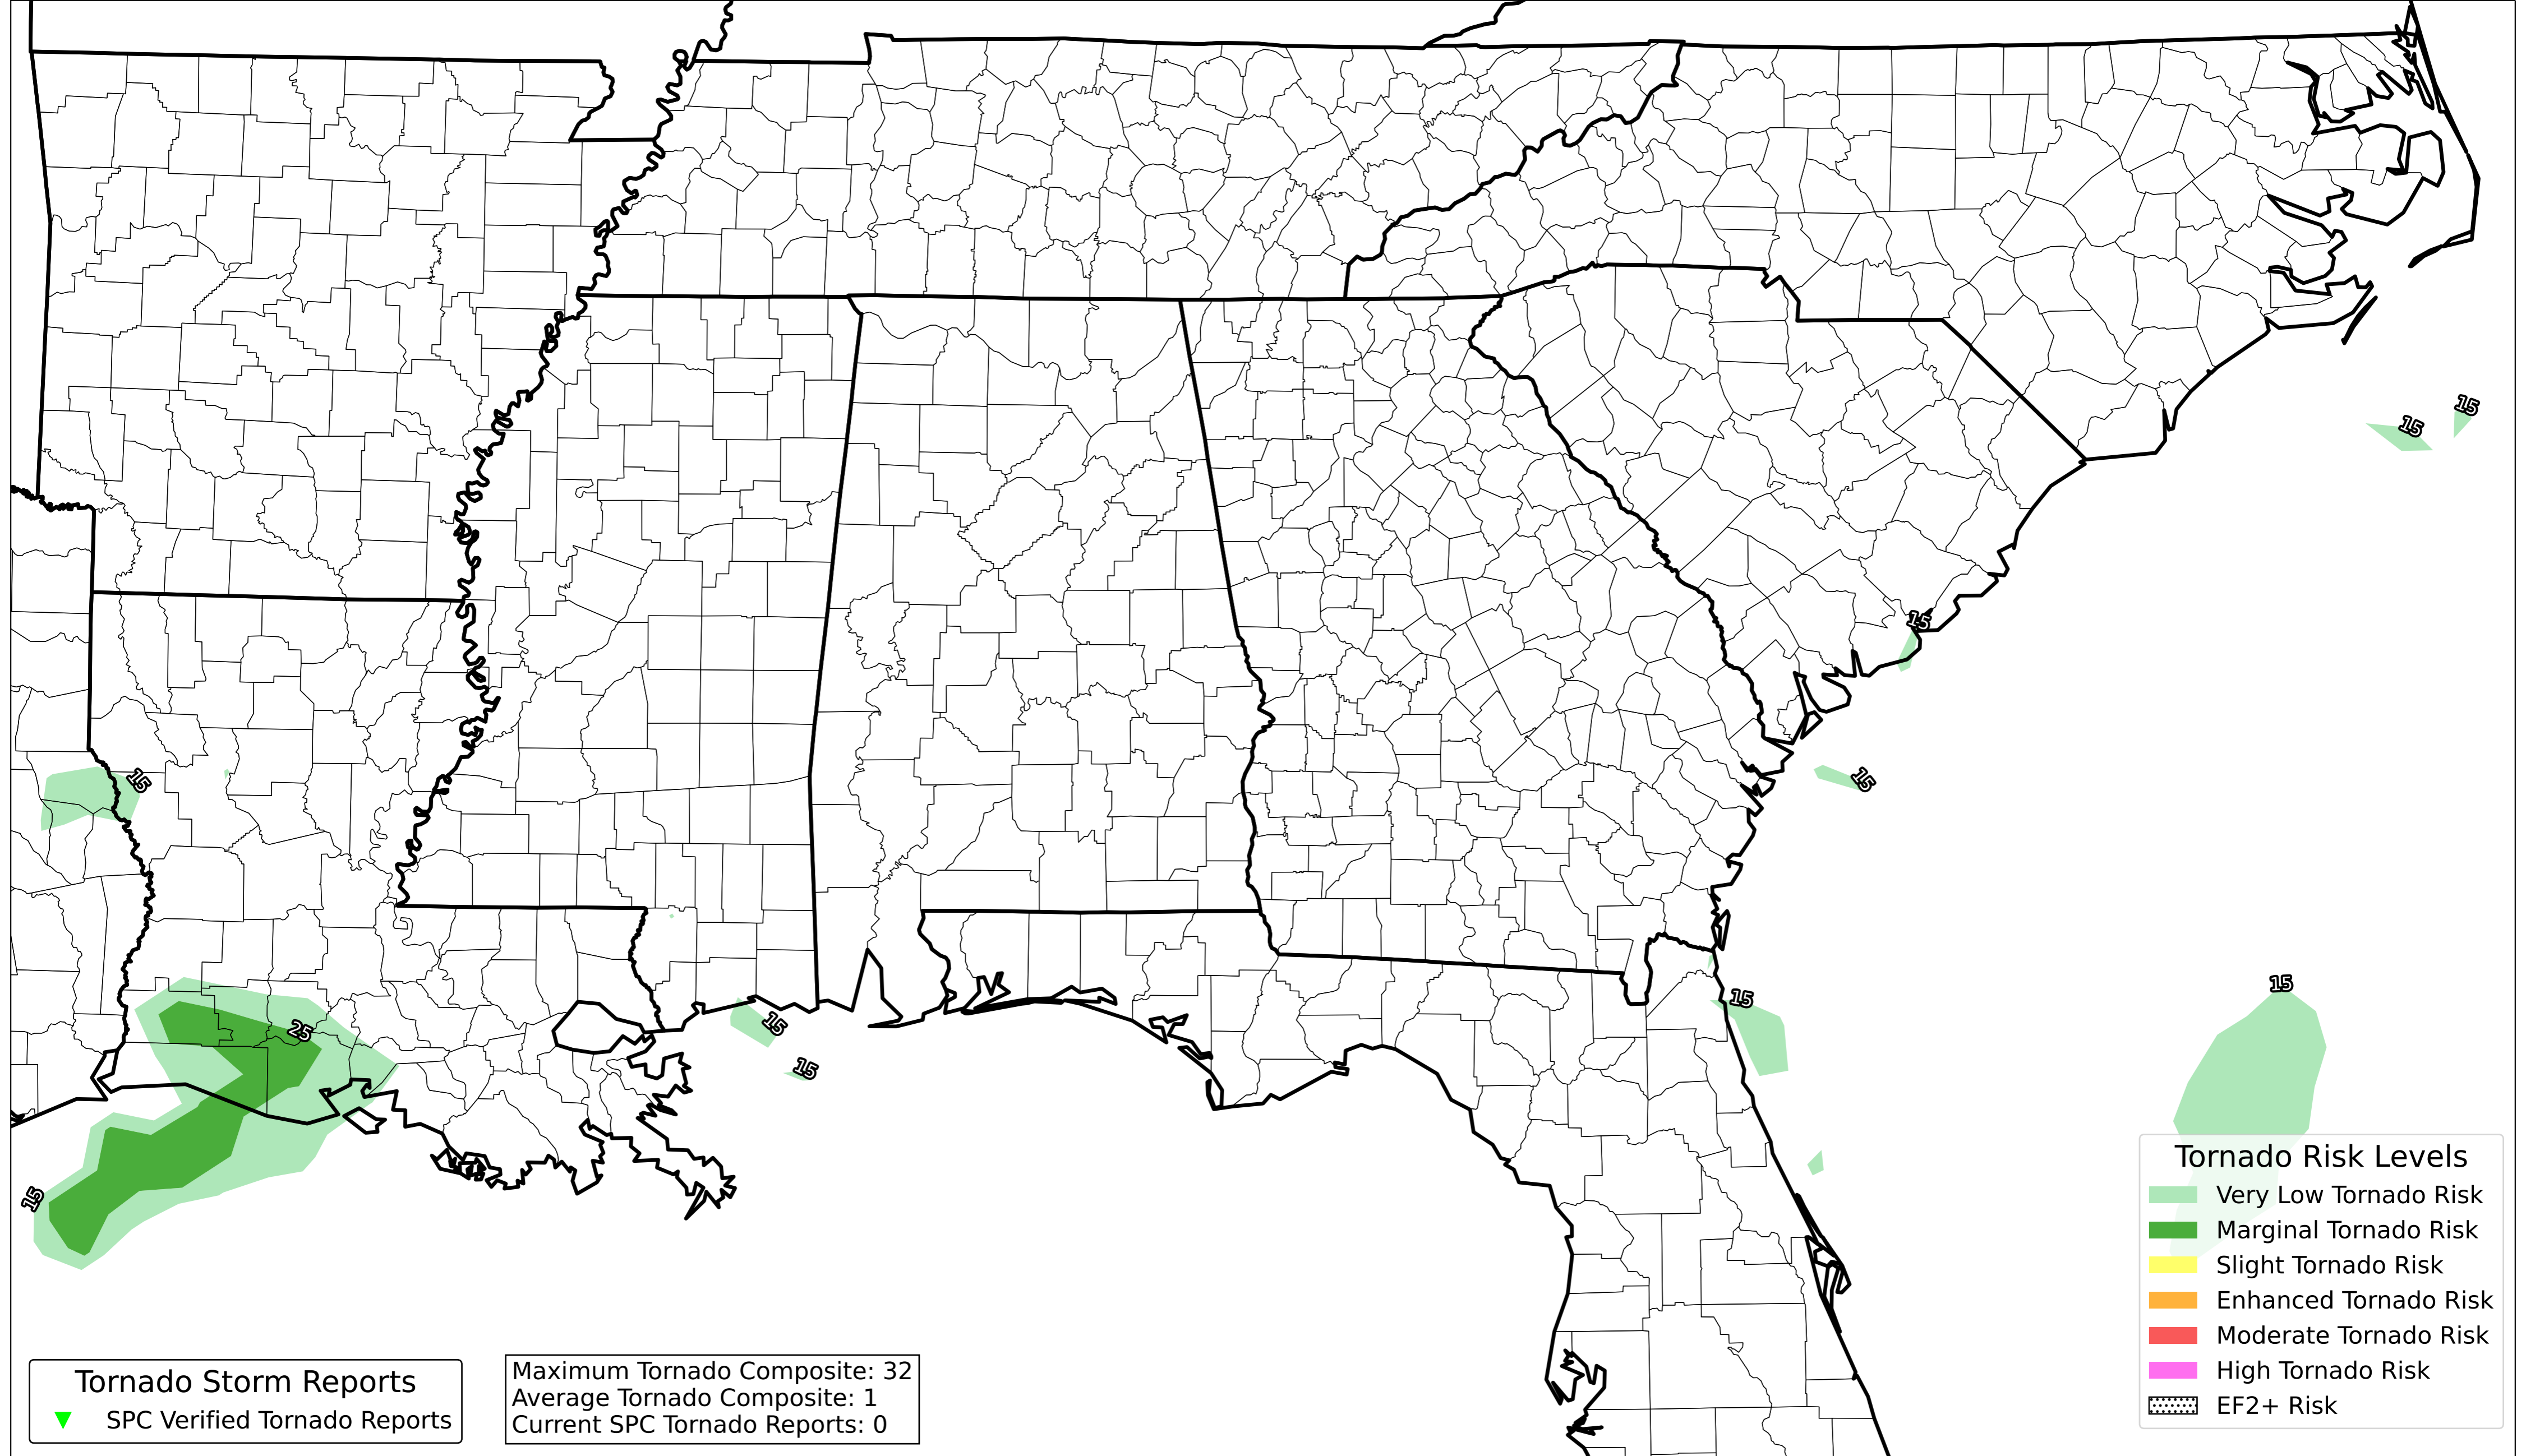 15
15
15
15
15
15
15
25
15
15
15
Tornado Risk Levels
Very Low Tornado Risk
Marginal Tornado Risk
Slight Tornado Risk
Enhanced Tornado Risk
Moderate Tornado Risk
High Tornado Risk
EF2+ Risk
Tornado Storm Reports
SPC Verified Tornado Reports
Maximum Tornado Composite: 32
Average Tornado Composite: 1
Current SPC Tornado Reports: 0